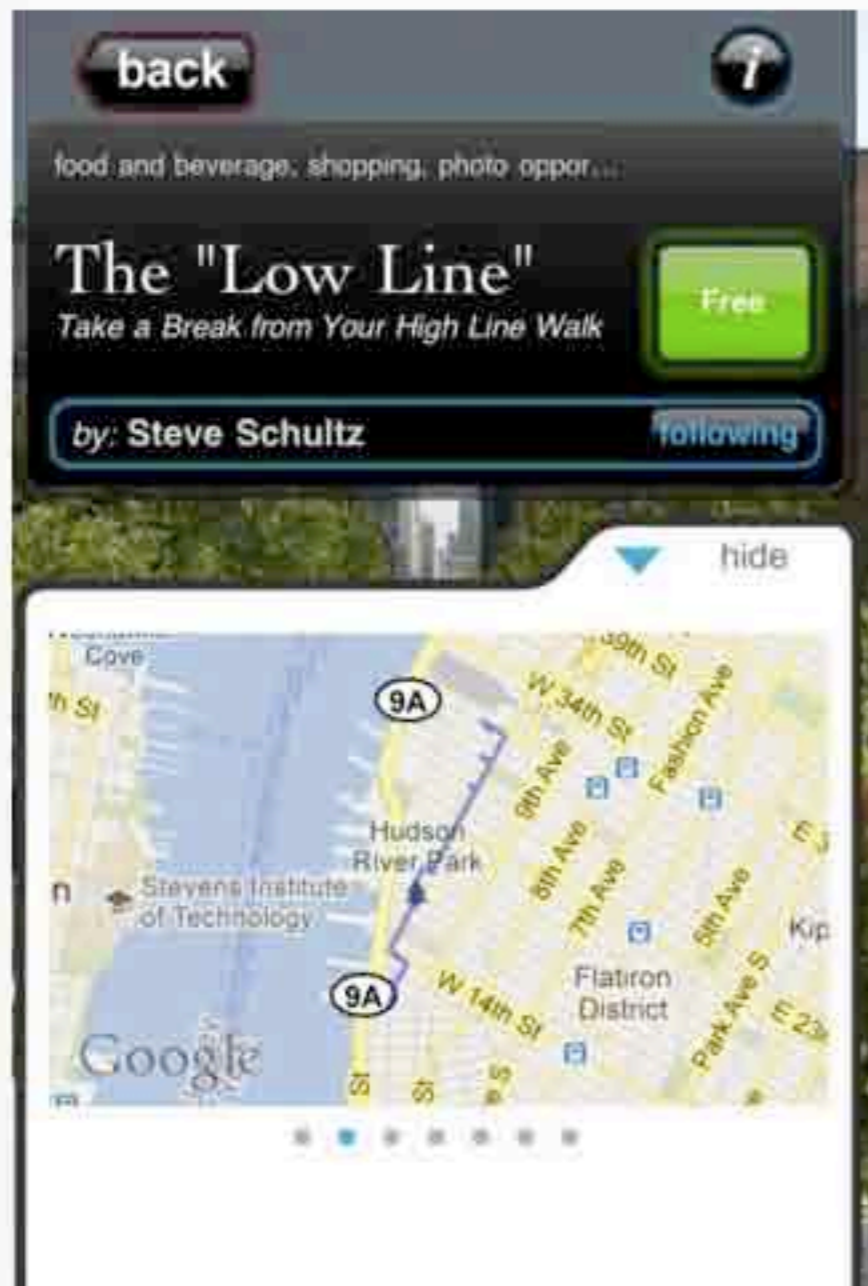 back
i
food and beverage, shopping, photo oppor...
The "Low Line"
Free
Take a Break from Your High Line Walk
by: Steve Schultz
following
hide
Cove
39th St
9A
W 34th St
Fashion Ave
9th Ave
Hudson
River Park
8th Ave
7th Ave
5th Ave
Stevens Institute
of Technology
n
Kip
Flatiron
District
9A
W 14th St
Park Ave S
Google